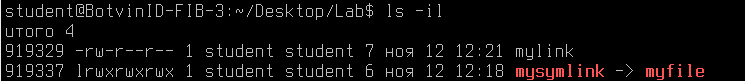 student@BotvinID-FIB-3:~/Desktop/Lab$ ls -il
итого 4
919329 -rw-r--r-- 1 student student 7 ноя 12 12:21 mylink
919337 lrwxrwxrwx 1 student student 6 ноя 12 12:18 mysymlink -> myfile